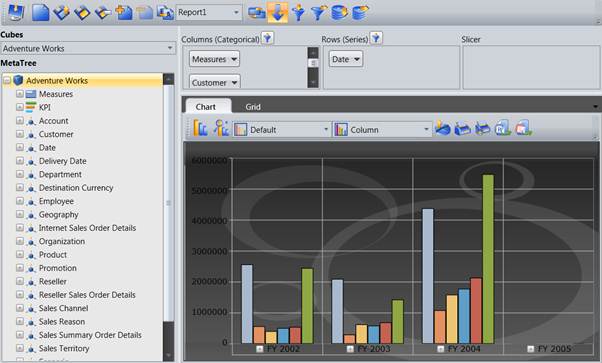 Report1
Cubes
Adventure Works
MetaTree
Adventure Works
Measures
KPI
Account
Customer
Date
Delivery Date
Department
Destination Currency
Employee
Geography
Internet Sales Order Details
Organization
Product
Promotion
Reseller
Reseller Sales Order Details
Sales Channel
Sales Reason
Sales Summary Order Details
Sales Territory
Columns (Categorical)
Measures
Customer
Rows (Series)
Date
Slicer
Chart Grid
Default Column
6000000
5000000
4000000
3000000
2000000
1000000
0
FY 2002 FY 2003 FY 2004 FY 2005